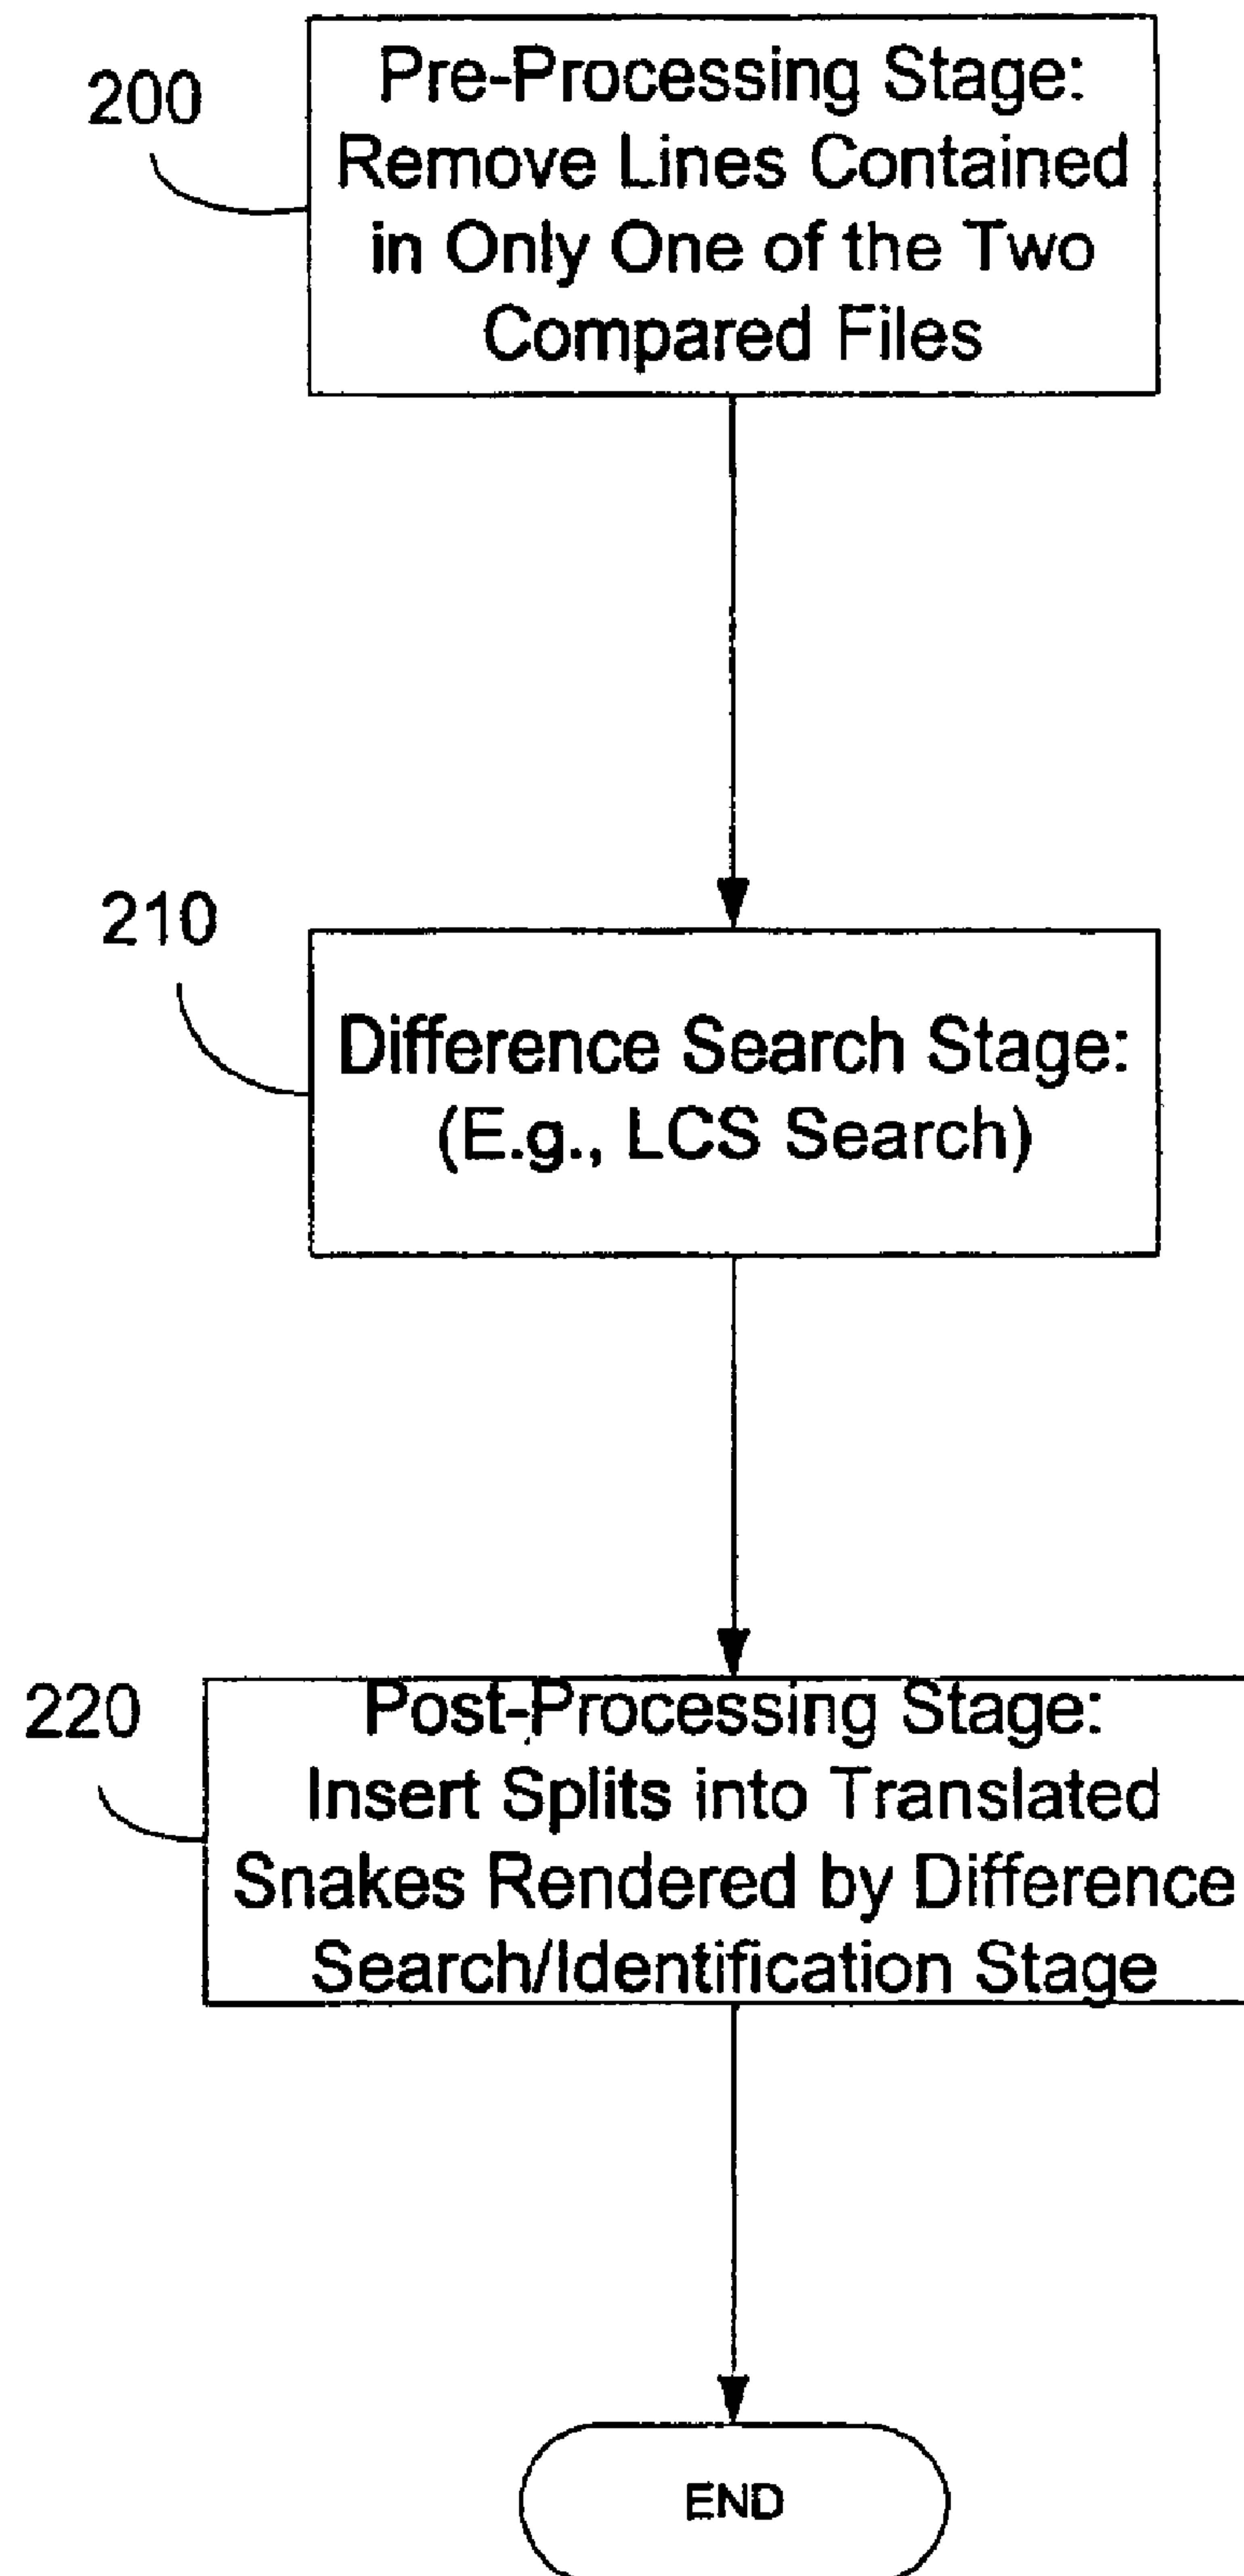 200
Pre-Processing Stage:
Remove Lines Contained
in Only One of the Two
Compared Files
210
Difference Search Stage:
(E.g., LCS Search)
220
Post-Processing Stage:
Insert Splits into Translated
Snakes Rendered by Difference
Search/Identification Stage
END